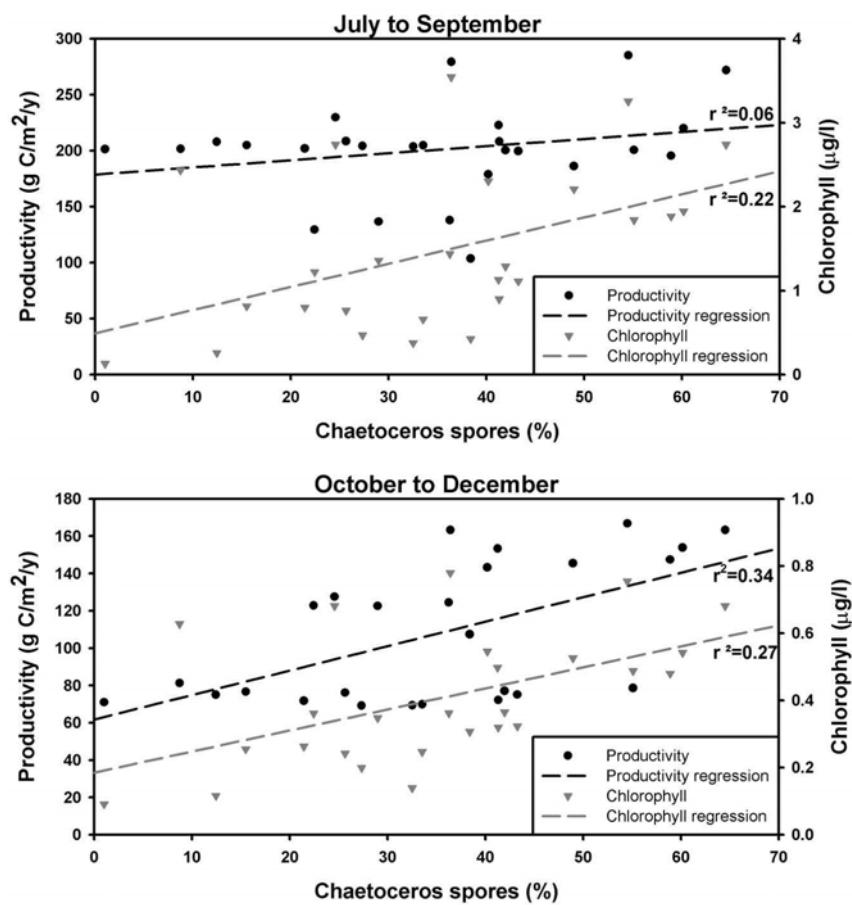 July to September
300
250
200
150
100
50
0
Productivity (g C/m²/y)
4
3
2
1
0
Chlorophyll (µg/l)
r ²=0.06
r ²=0.22
Productivity
Productivity regression
Chlorophyll
Chlorophyll regression
0 10 20 30 40 50 60 70
Chaetoceros spores (%)
October to December
180
160
140
120
100
80
60
40
20
0
Productivity (g C/m²/y)
1.0
0.8
0.6
0.4
0.2
0.0
Chlorophyll (µg/l)
r²=0.34
r ²=0.27
Productivity
Productivity regression
Chlorophyll
Chlorophyll regression
0 10 20 30 40 50 60 70
Chaetoceros spores (%)